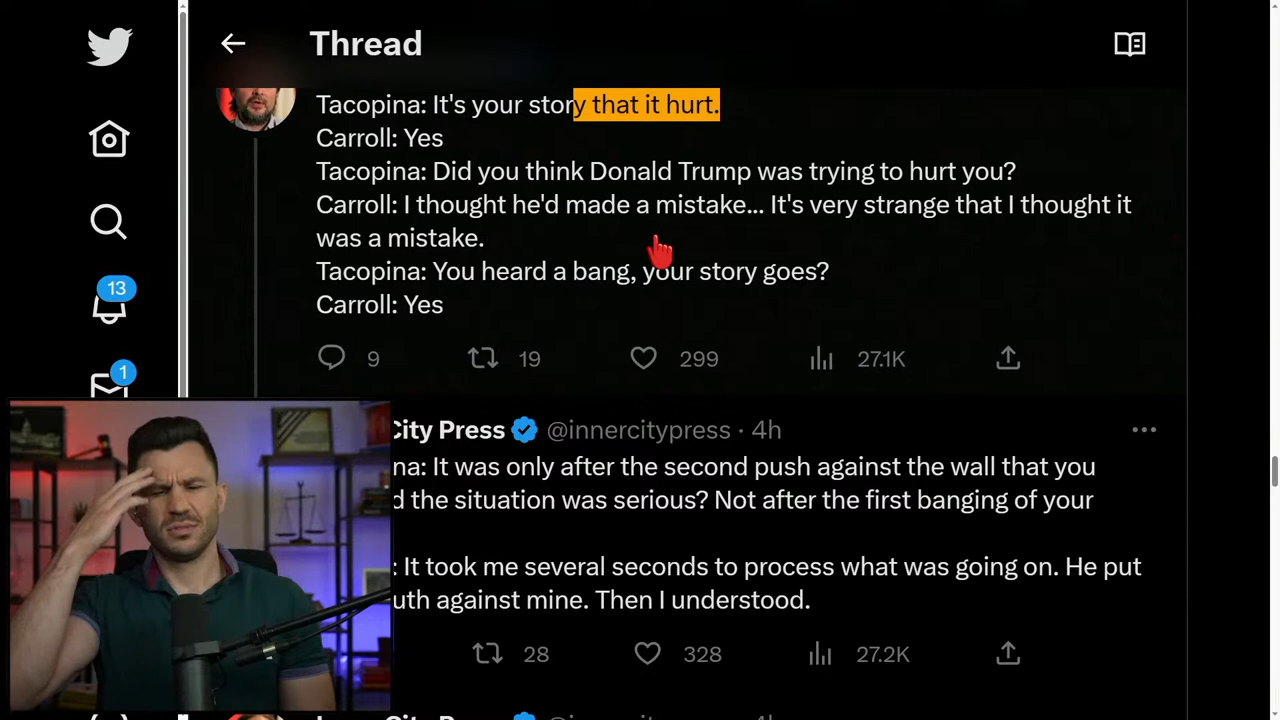 Thread
Tacopina: It's your story that it hurt.
Carroll: Yes
Tacopina: Did you think Donald Trump was trying to hurt you?
Carroll: I thought he'd made a mistake... It's very strange that I thought it
was a mistake.
Tacopina: You heard a bang, your story goes?
Carroll: Yes
13
9 19 299 27.1K
1
City Press @innercitypress · 4h
na: It was only after the second push against the wall that you
d the situation was serious? Not after the first banging of your
: It took me several seconds to process what was going on. He put
uth against mine. Then I understood.
28 328 27.2K